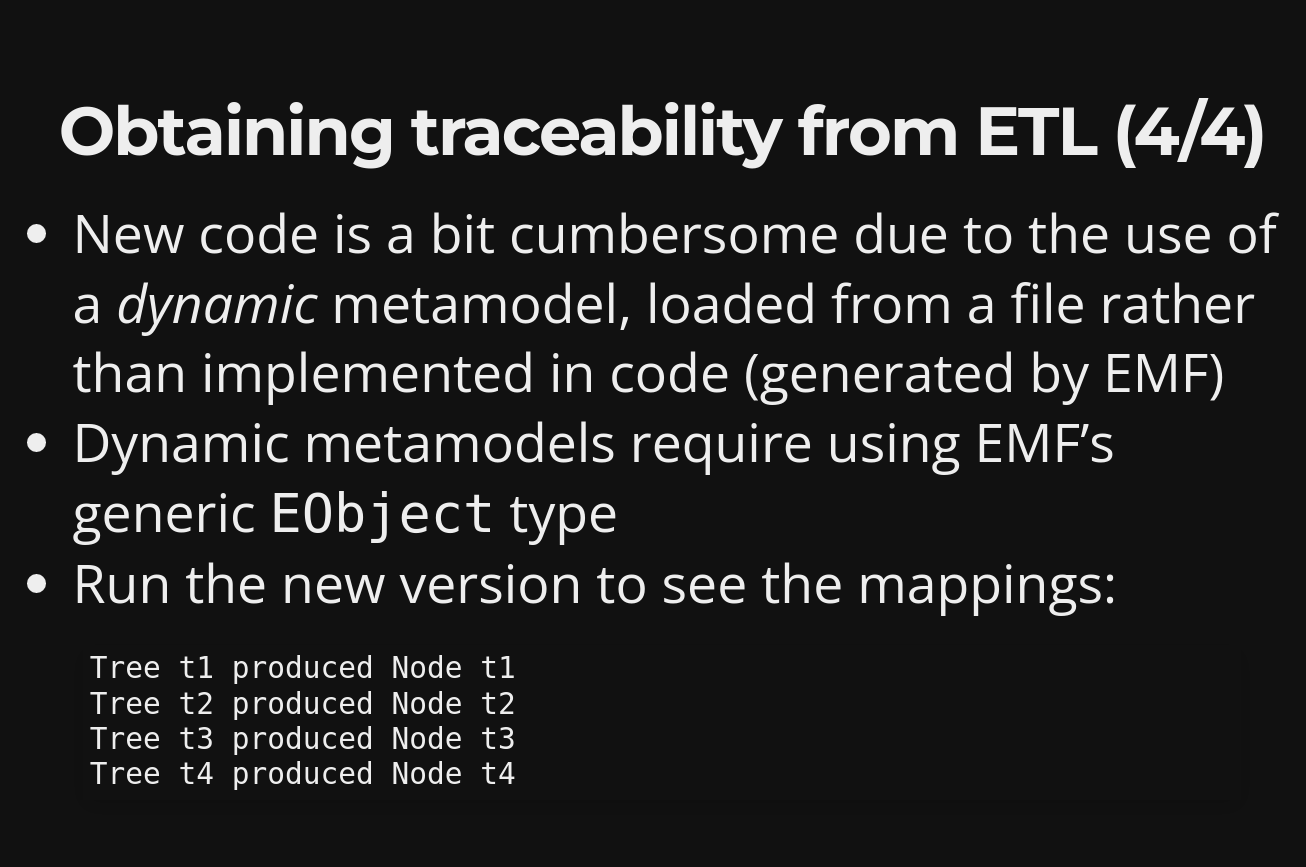 Obtaining traceability from ETL (4/4)
• New code is a bit cumbersome due to the use of
a dynamic metamodel, loaded from a file rather
than implemented in code (generated by EMF)
• Dynamic metamodels require using EMF’s
generic EObject type
• Run the new version to see the mappings:
Tree t1 produced Node t1
Tree t2 produced Node t2
Tree t3 produced Node t3
Tree t4 produced Node t4